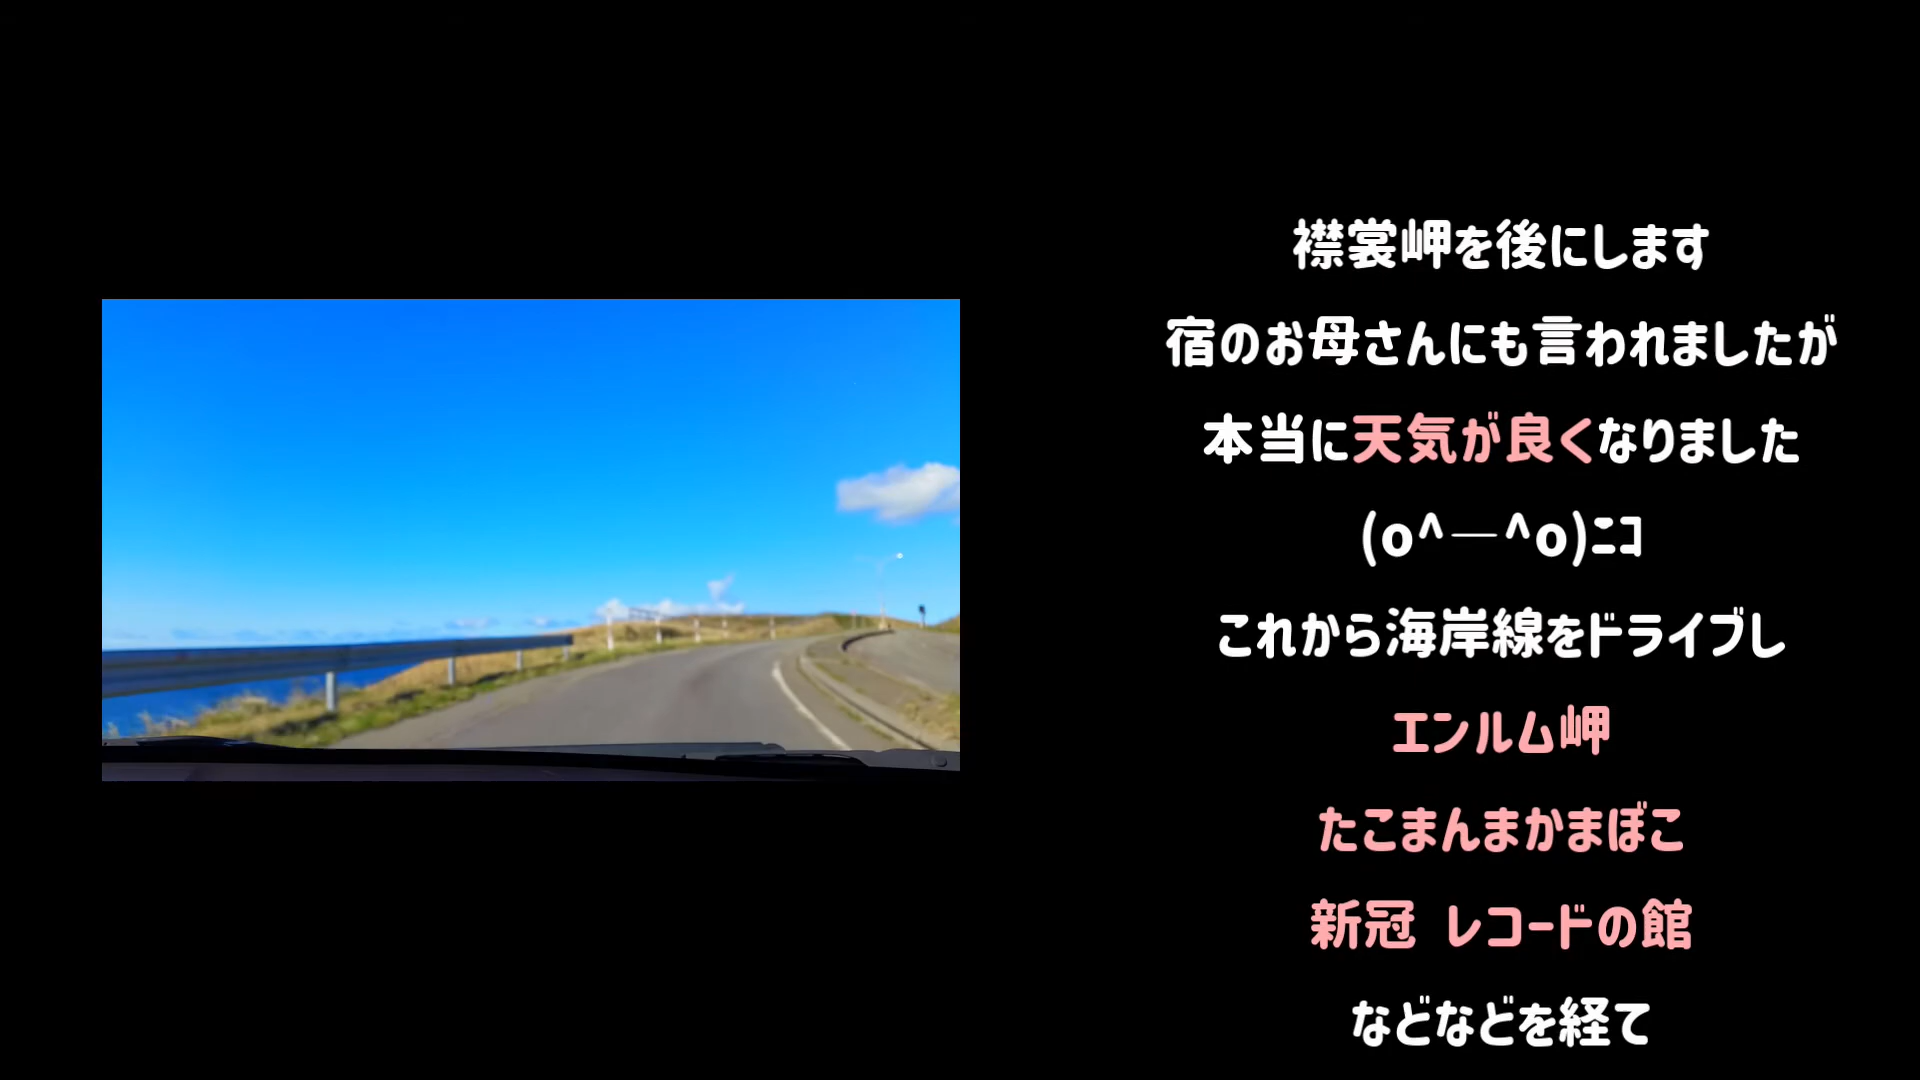 襟裳岬を後にします
宿のお母さんにも言われましたが
本当に天気が良くなりました
(o^―^o)ﾆｺ
これから海岸線をドライブし
エンルム岬
たこまんまかまぼこ
新冠 レコードの館
などなどを経て